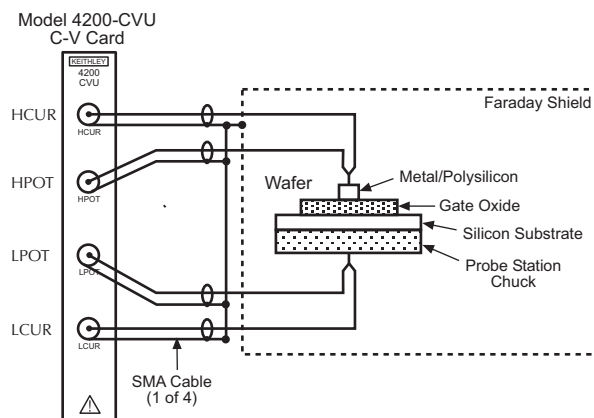 Model 4200-CVU
C-V Card
KEITHLEY
4200
CVU
HCUR
HCUR
HPOT
HPOT
LPOT
LPOT
LCUR
LCUR
SMA Cable
(1 of 4)
Faraday Shield
Wafer
Metal/Polysilicon
Gate Oxide
Silicon Substrate
Probe Station
Chuck